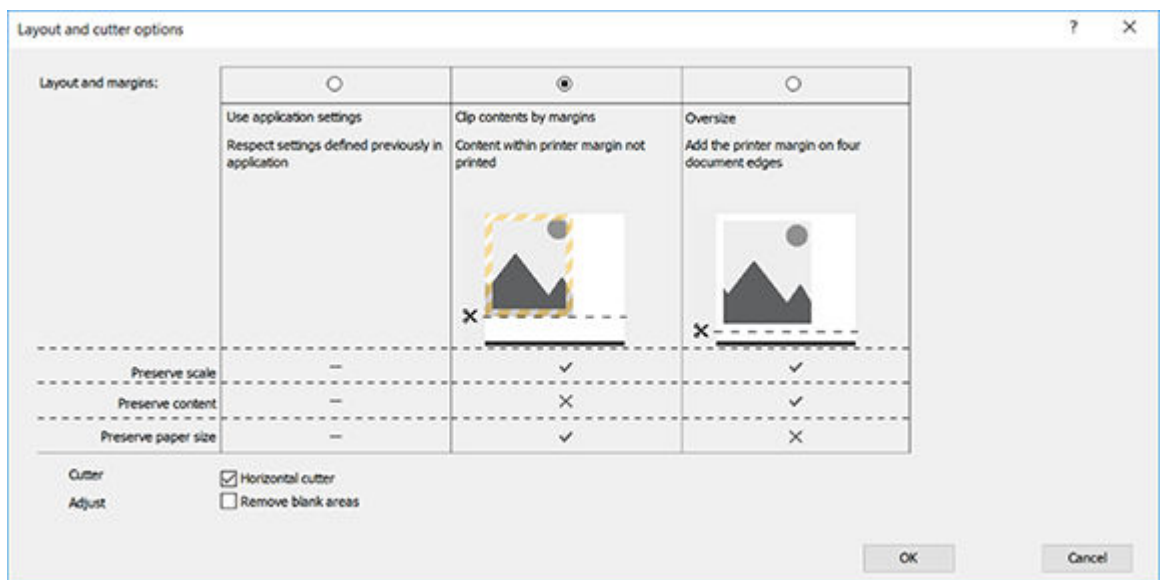 Layout and cutter options
Layout and margins:
Use application settings
Respect settings defined previously in
application
Clip contents by margins
Content within printer margin not
printed
Oversize
Add the printer margin on four
document edges
Preserve scale
Preserve content
Preserve paper size
Cutter
Horizontal cutter
Adjust
Remove blank areas
OK
Cancel